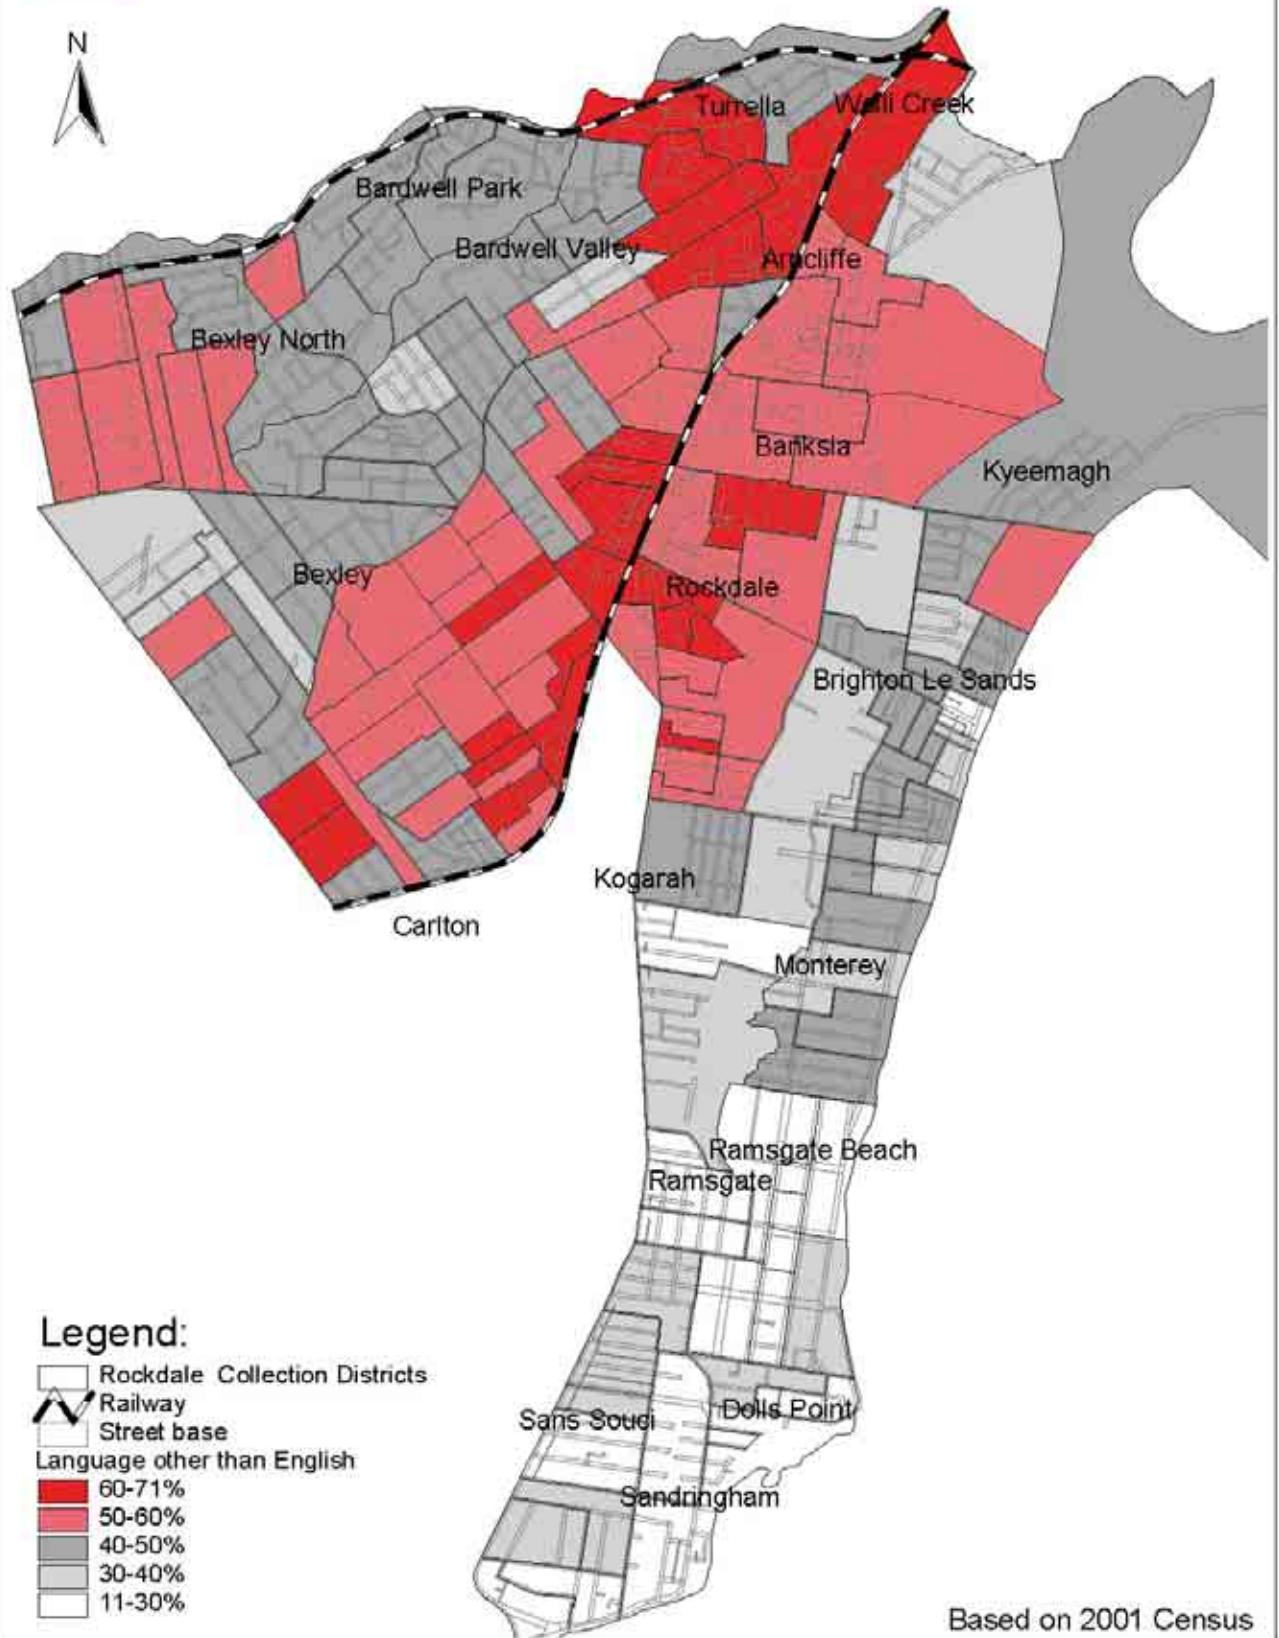 N
Turrella
Wolli Creek
Bardwell Park
Bardwell Valley
Arncliffe
Bexley North
Banksia
Kyeemagh
Bexley
Rockdale
Brighton Le Sands
Kogarah
Carlton
Monterey
Ramsgate Beach
Ramsgate
Legend:
Rockdale Collection Districts
Railway
Street base
Language other than English
60-71%
50-60%
40-50%
30-40%
11-30%
Sans Souci
Dolls Point
Sandringham
Based on 2001 Census